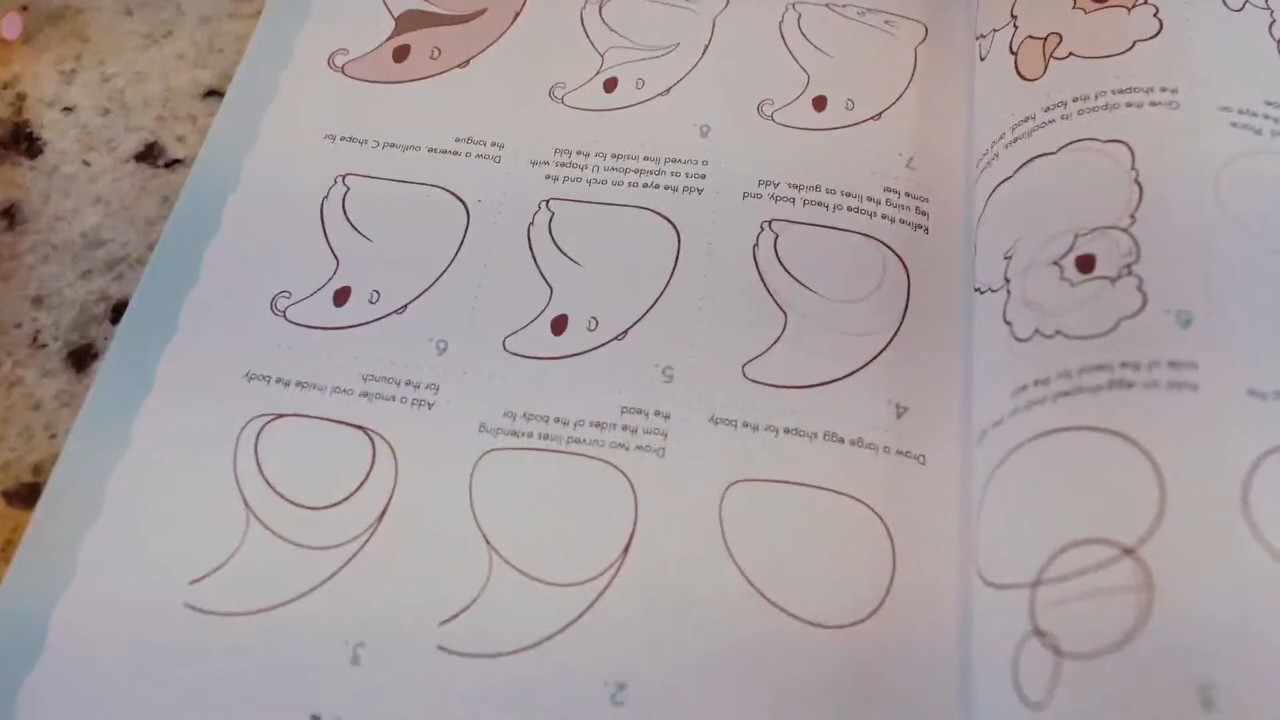 6.
Give the alpaca its woolliness,
the shapes of the face, head, and
2.
3.
Draw a large egg shape for the body
Draw two curved lines extending
from the sides of the body for
the head.
Add a smaller oval inside the body
for the haunch.
4.
5.
6.
Refine the shape of head, body, and
leg using the lines as guides. Add
some feet.
Add the eye as an arch and the
ears as upside-down U shapes, with
a curved line inside for the fold.
Draw a reverse, outlined C shape for
the tongue.
7.
8.